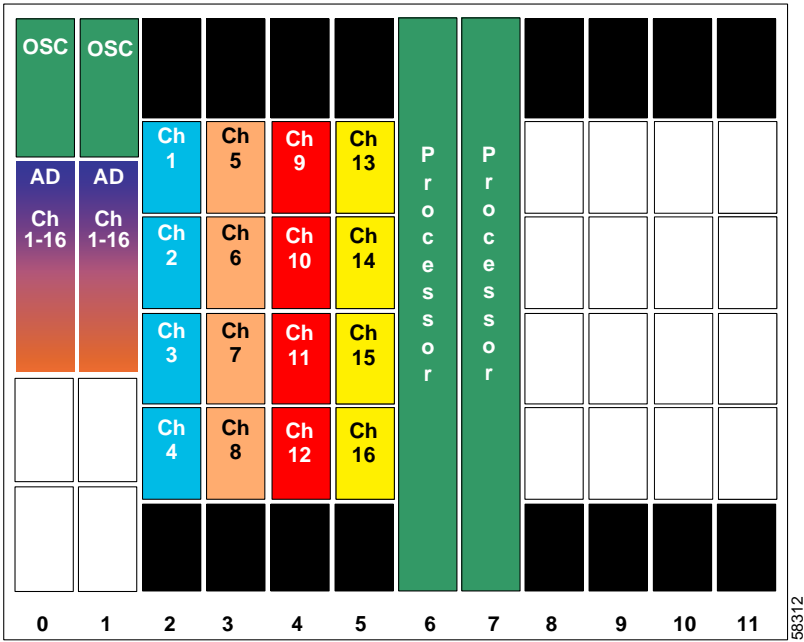 OSC OSC
AD AD
Ch Ch
1-16 1-16
Ch Ch Ch Ch
1 5 9 13
Ch Ch Ch Ch
2 6 10 14
Ch Ch Ch Ch
3 7 11 15
Ch Ch Ch Ch
4 8 12 16
Processor
Processor
0 1 2 3 4 5 6 7 8 9 10 11
58312